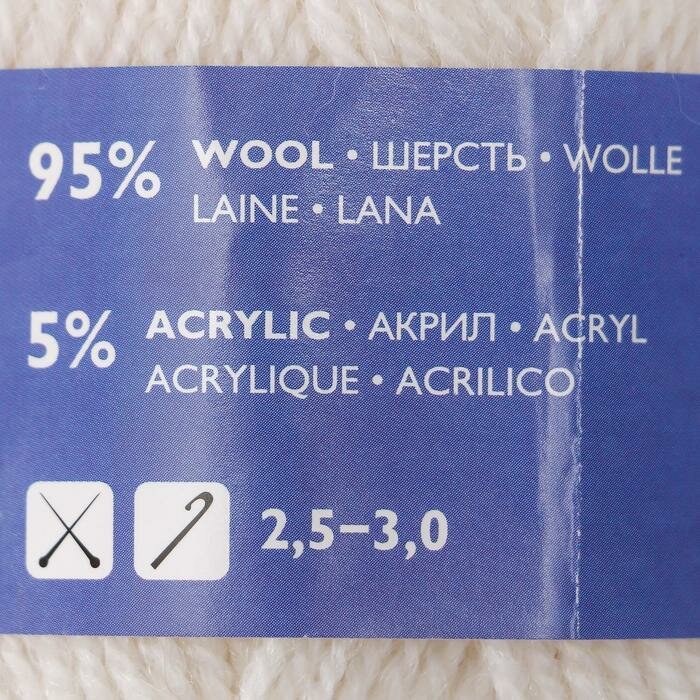 95% WOOL • ШЕРСТЬ • WOLLE
LAINE • LANA
5% ACRYLIC • АКРИЛ • ACRYL
ACRYLIQUE • ACRILICO
2,5–3,0